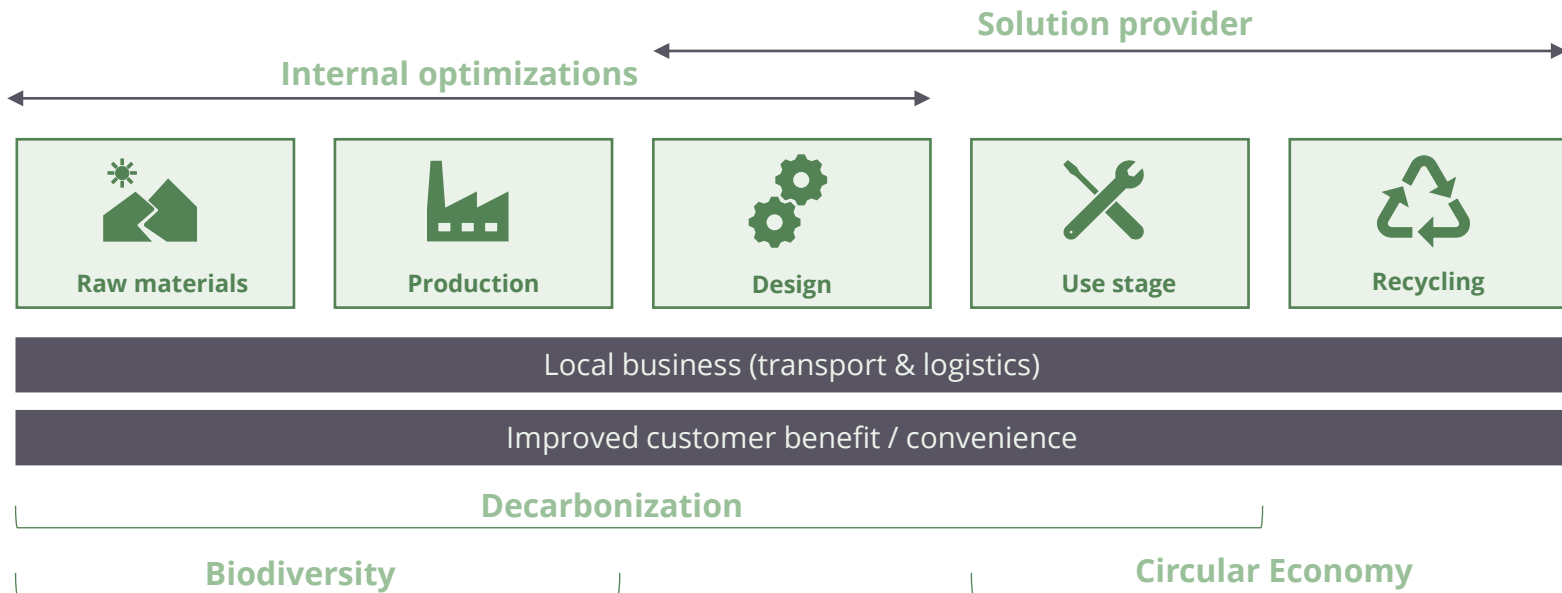 Solution provider
Internal optimizations
Raw materials
Production
Design
Use stage
Recycling
Local business (transport & logistics)
Improved customer benefit / convenience
Decarbonization
Biodiversity
Circular Economy